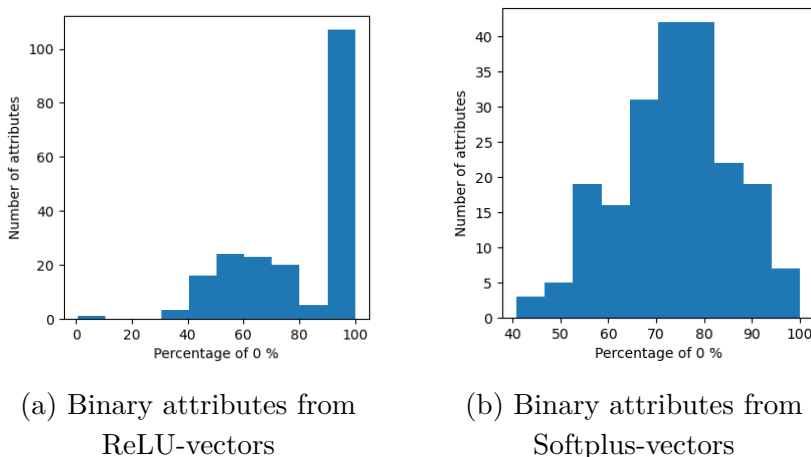 100
80
60
40
20
0
Number of attributes
0 20 40 60 80 100
Percentage of 0 %
(a) Binary attributes from
ReLU-vectors
40
35
30
25
20
15
10
5
0
Number of attributes
40 50 60 70 80 90 100
Percentage of 0 %
(b) Binary attributes from
Softplus-vectors